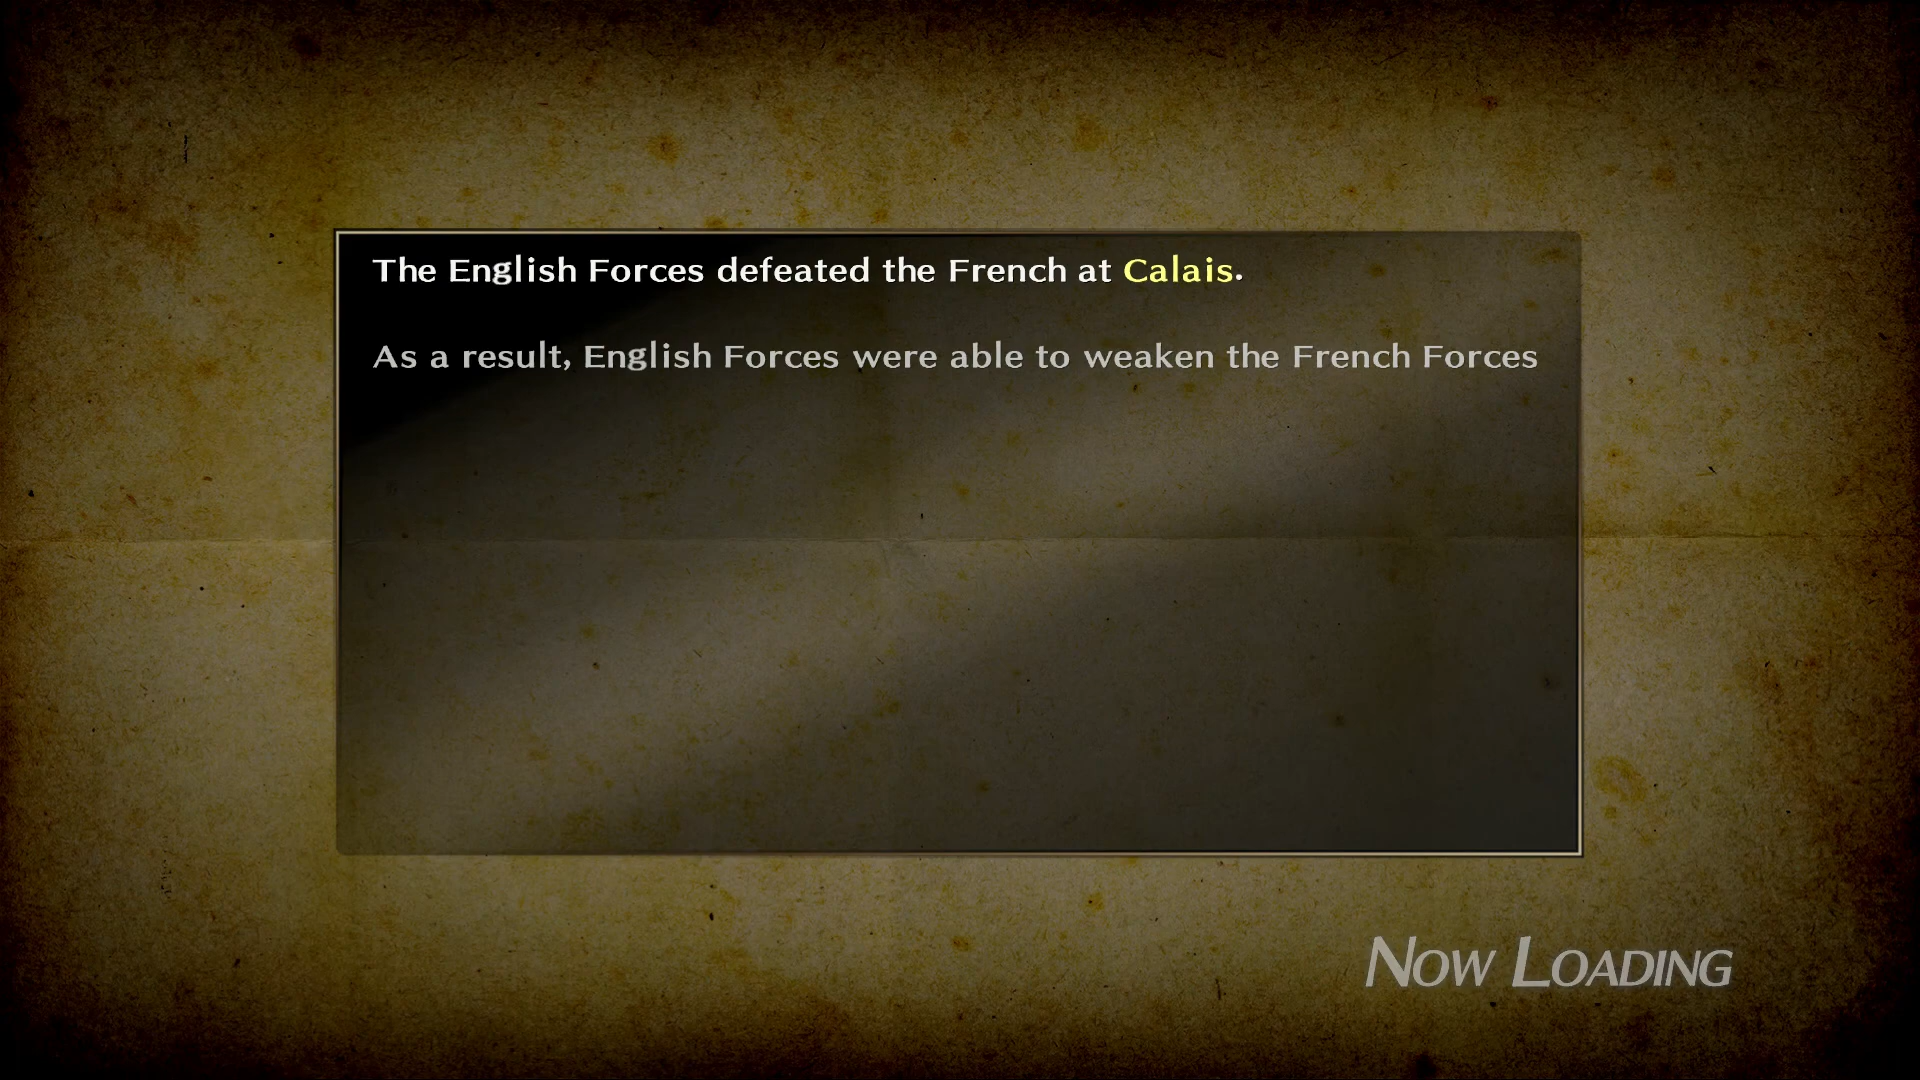 The English Forces defeated the French at Calais.
As a result, English Forces were able to weaken the French Forces
NOW LOADING